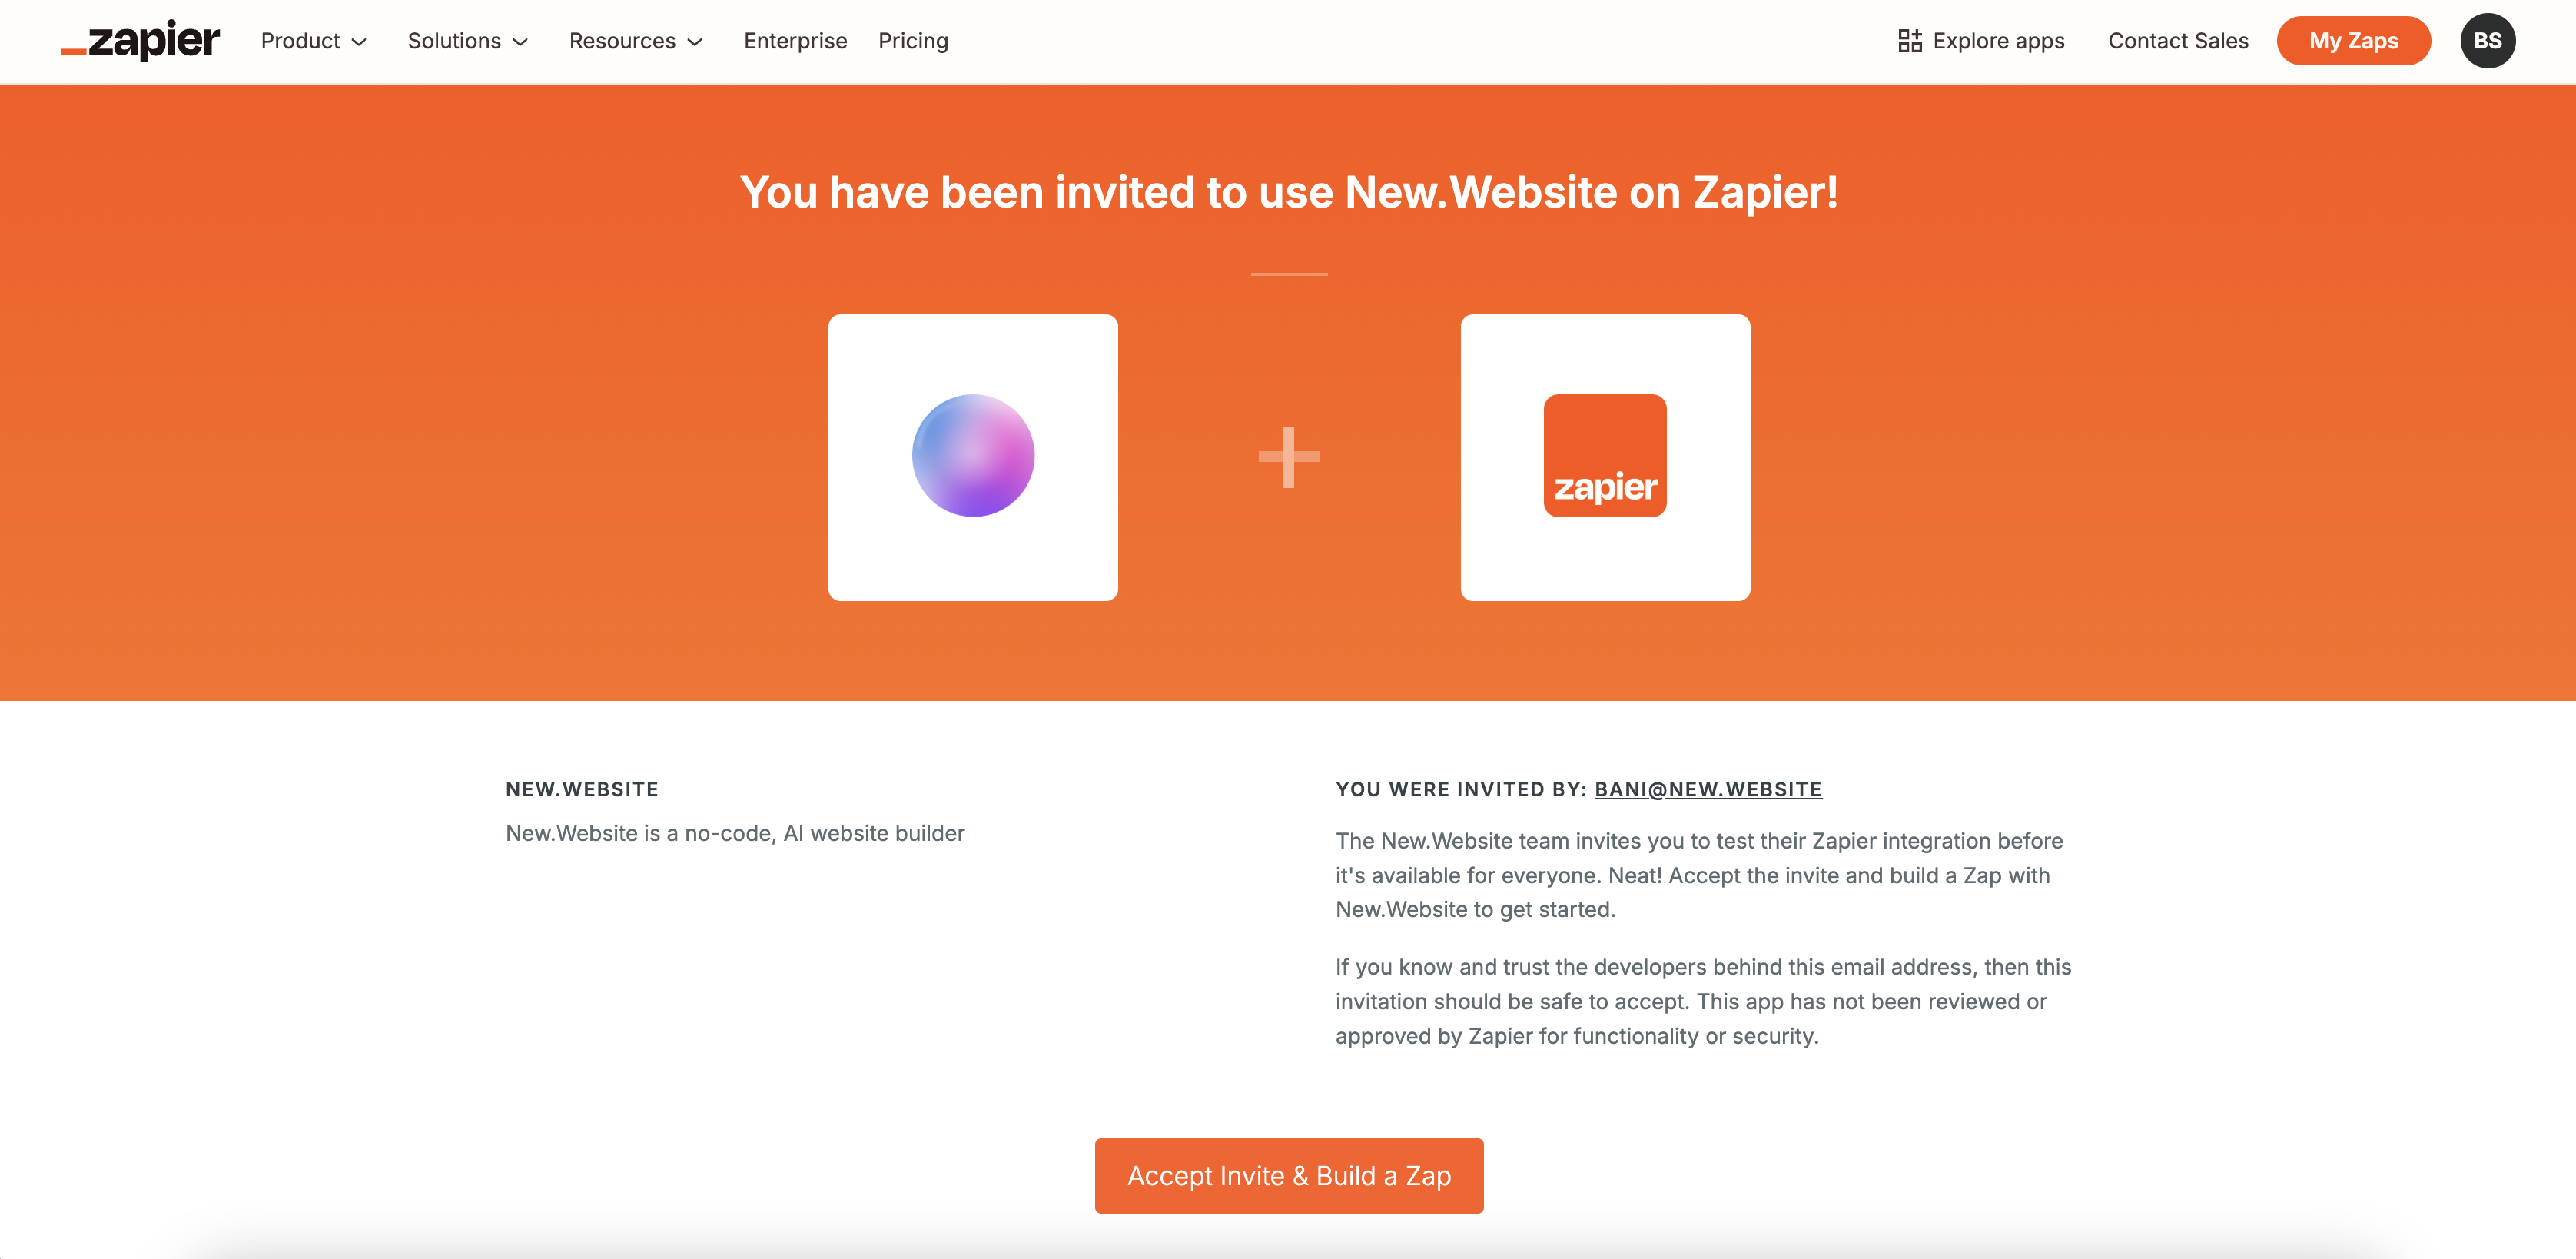 zapier
Product
Solutions
Resources
Enterprise
Pricing
Explore apps
Contact Sales
My Zaps
BS
You have been invited to use New.Website on Zapier!
zapier
NEW.WEBSITE
New.Website is a no-code, AI website builder
YOU WERE INVITED BY: BANI@NEW.WEBSITE
The New.Website team invites you to test their Zapier integration before
it's available for everyone. Neat! Accept the invite and build a Zap with
New.Website to get started.
If you know and trust the developers behind this email address, then this
invitation should be safe to accept. This app has not been reviewed or
approved by Zapier for functionality or security.
Accept Invite & Build a Zap